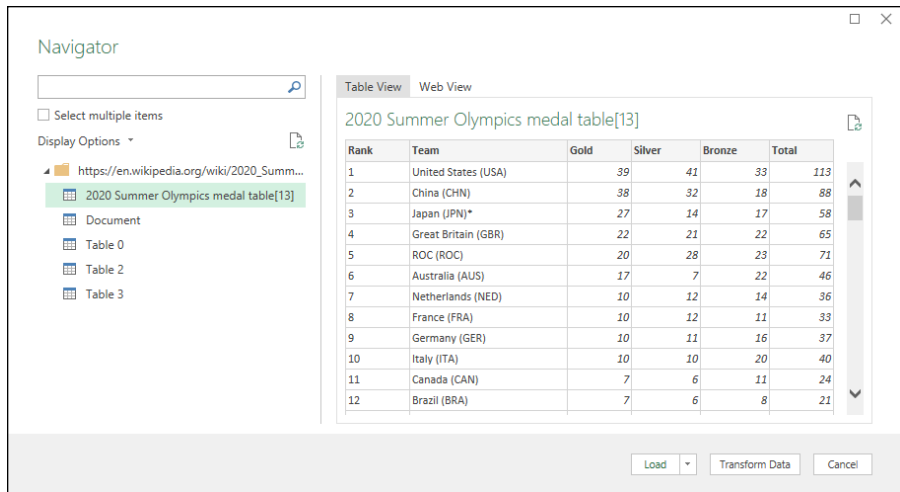 Navigator
Select multiple items
Display Options
https://en.wikipedia.org/wiki/2020_Summ...
2020 Summer Olympics medal table[13]
Document
Table 0
Table 2
Table 3
Table View Web View
2020 Summer Olympics medal table[13]
Rank Team Gold Silver Bronze Total
1 United States (USA) 39 41 33 113
2 China (CHN) 38 32 18 88
3 Japan (JPN)* 27 14 17 58
4 Great Britain (GBR) 22 21 22 65
5 ROC (ROC) 20 28 23 71
6 Australia (AUS) 17 7 22 46
7 Netherlands (NED) 10 12 14 36
8 France (FRA) 10 12 11 33
9 Germany (GER) 10 11 16 37
10 Italy (ITA) 10 10 20 40
11 Canada (CAN) 7 6 11 24
12 Brazil (BRA) 7 6 8 21
Load Transform Data Cancel